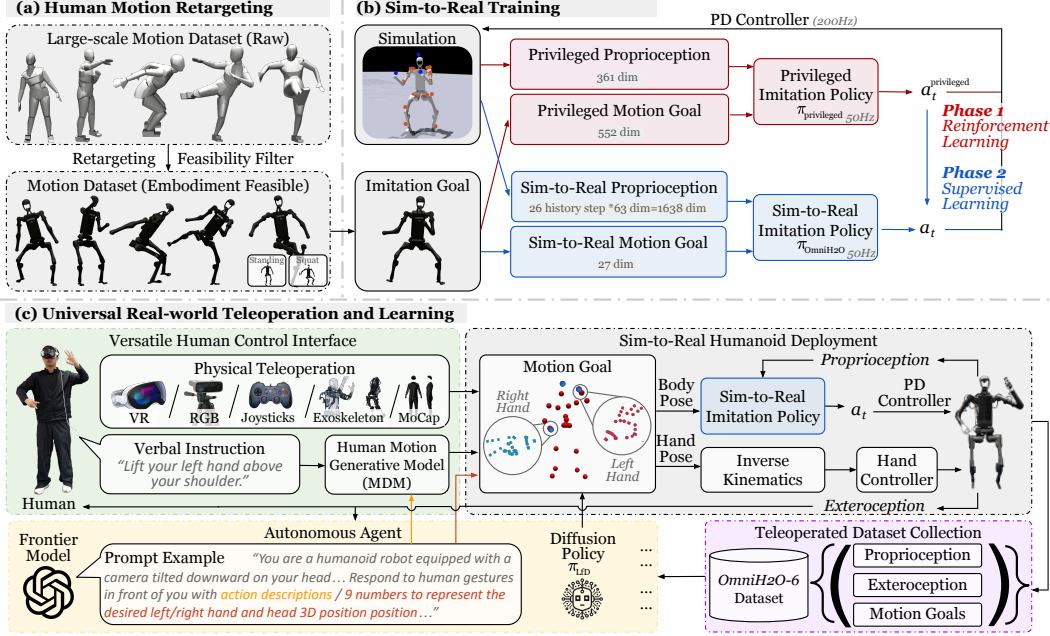 (a) Human Motion Retargeting
Large-scale Motion Dataset (Raw)
Retargeting
Feasibility Filter
Motion Dataset (Embodiment Feasible)
Standing
Squat
(b) Sim-to-Real Training
PD Controller (200Hz)
Simulation
Imitation Goal
Privileged Proprioception
361 dim
Privileged Motion Goal
552 dim
Privileged
Imitation Policy
πprivileged 50Hz
at privileged
Phase 1
Reinforcement
Learning
Sim-to-Real Proprioception
26 history step *63 dim=1638 dim
Sim-to-Real Motion Goal
27 dim
Sim-to-Real
Imitation Policy
πOmniH2O 50Hz
at
Phase 2
Supervised
Learning
(c) Universal Real-world Teleoperation and Learning
Versatile Human Control Interface
Physical Teleoperation
VR / RGB / Joysticks / Exoskeleton / MoCap
Verbal Instruction
“Lift your left hand above
your shoulder.”
Human Motion
Generative Model
(MDM)
Human
Sim-to-Real Humanoid Deployment
Motion Goal
Right
Hand
Left
Hand
Body
Pose
Hand
Pose
Proprioception
Sim-to-Real
Imitation Policy
at
PD
Controller
Inverse
Kinematics
Hand
Controller
Exteroception
Autonomous Agent
Frontier
Model
Prompt Example “You are a humanoid robot equipped with a
camera tilted downward on your head... Respond to human gestures
in front of you with action descriptions / 9 numbers to represent the
desired left/right hand and head 3D position position...”
Diffusion
Policy
πLfD
...
...
...
...
Teleoperated Dataset Collection
OmniH2O-6
Dataset
Proprioception
Exteroception
Motion Goals